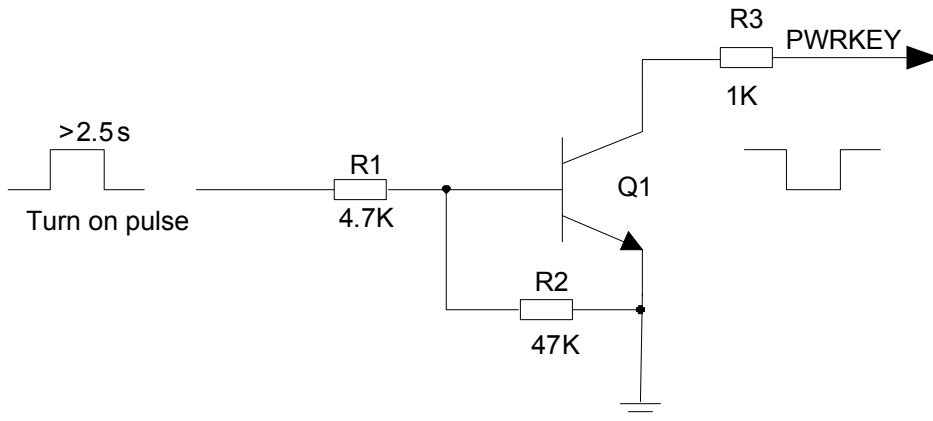 R3
PWRKEY
1K
>2.5s
R1
Q1
4.7K
Turn on pulse
R2
47K